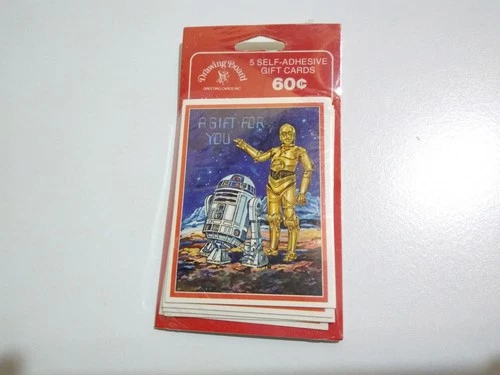 Drawing Board
GREETING CARDS, INC.
5 SELF-ADHESIVE
GIFT CARDS
60¢
A GIFT FOR
YOU